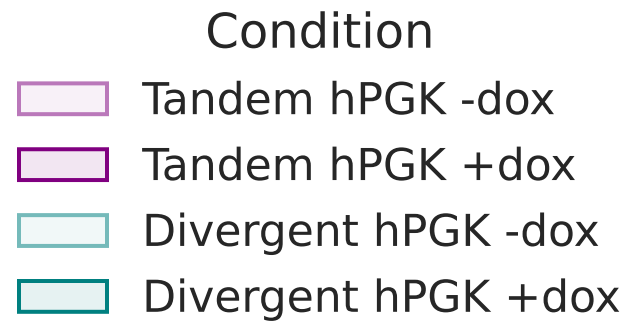 Condition
Tandem hPGK -dox
Tandem hPGK +dox
Divergent hPGK -dox
Divergent hPGK +dox